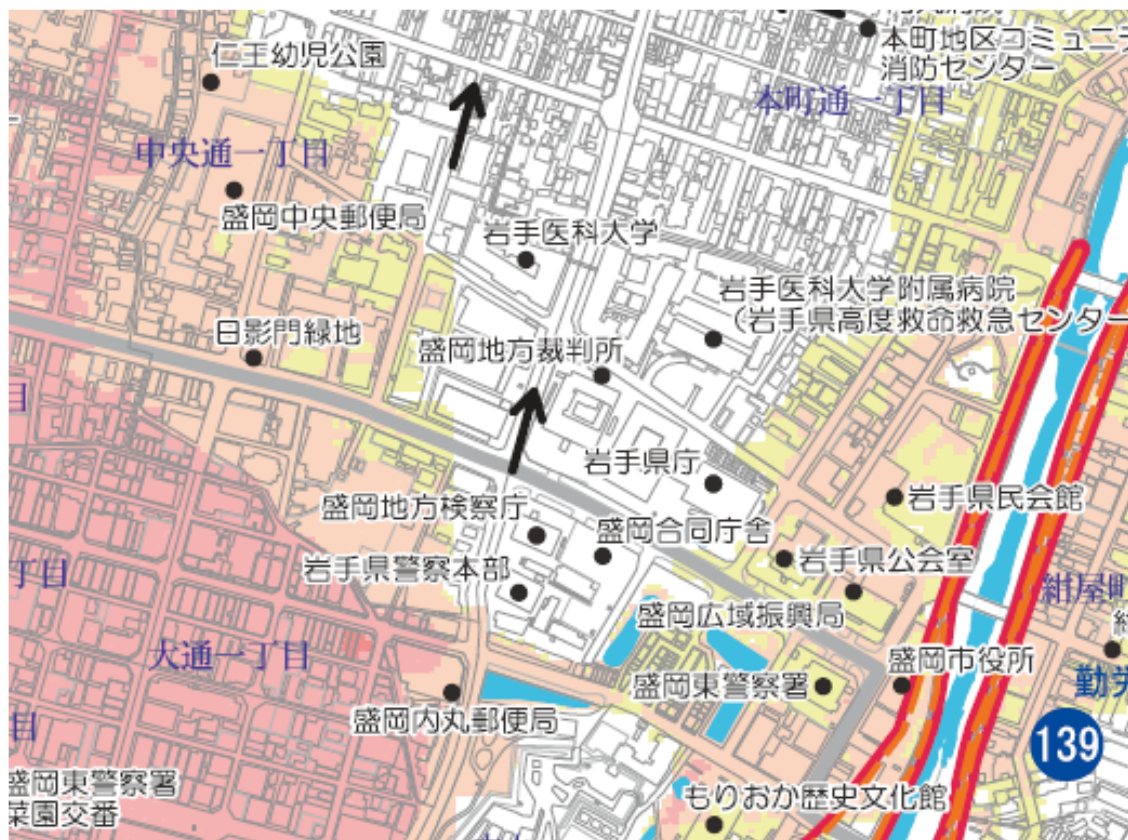 仁王幼児公園
本町地区コミュニテ
消防センター
本町通一丁目
中央通一丁目
盛岡中央郵便局
岩手医科大学
岩手医科大学附属病院
(岩手県高度救命救急センター
日影門緑地
盛岡地方裁判所
岩手県庁
岩手県民会館
盛岡地方検察庁
盛岡合同庁舎
岩手県警察本部
岩手県公会堂
丁目
紺屋町
盛岡広域振興局
大通一丁目
盛岡東警察署
盛岡市役所
盛岡内丸郵便局
139
盛岡東警察署
菜園交番
もりおか歴史文化館